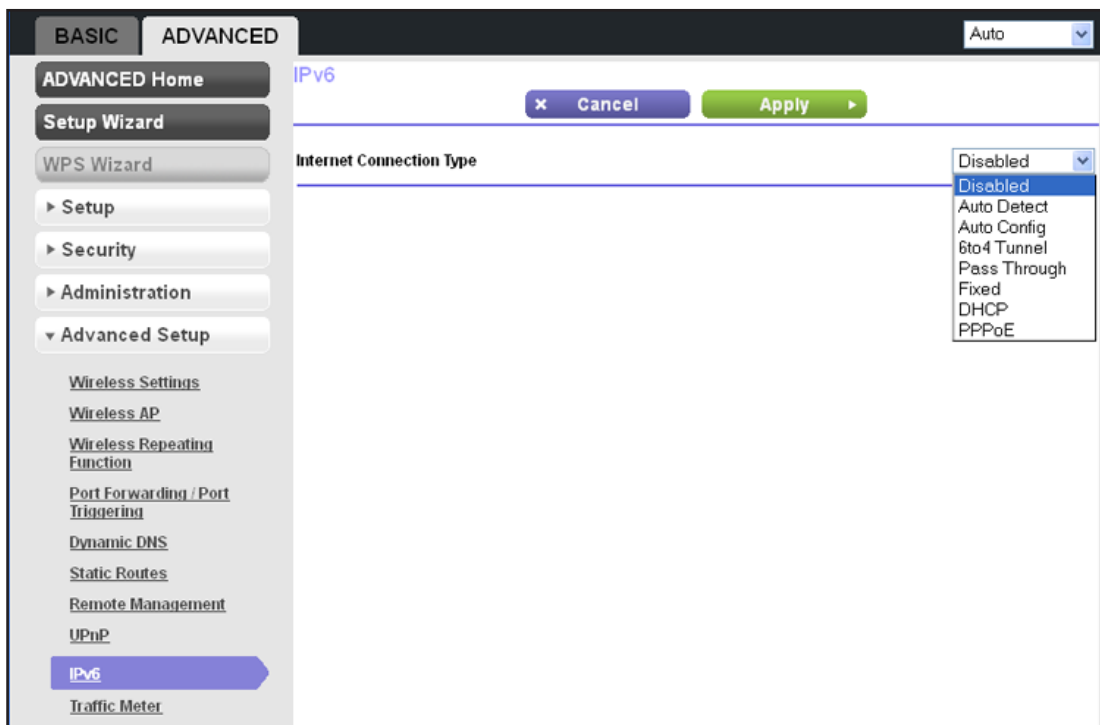 BASIC
ADVANCED
Auto
ADVANCED Home
Setup Wizard
WPS Wizard
Setup
Security
Administration
Advanced Setup
Wireless Settings
Wireless AP
Wireless Repeating
Function
Port Forwarding / Port
Triggering
Dynamic DNS
Static Routes
Remote Management
UPnP
IPv6
Traffic Meter
IPv6
Cancel
Apply
Internet Connection Type
Disabled
Disabled
Auto Detect
Auto Config
6to4 Tunnel
Pass Through
Fixed
DHCP
PPPoE